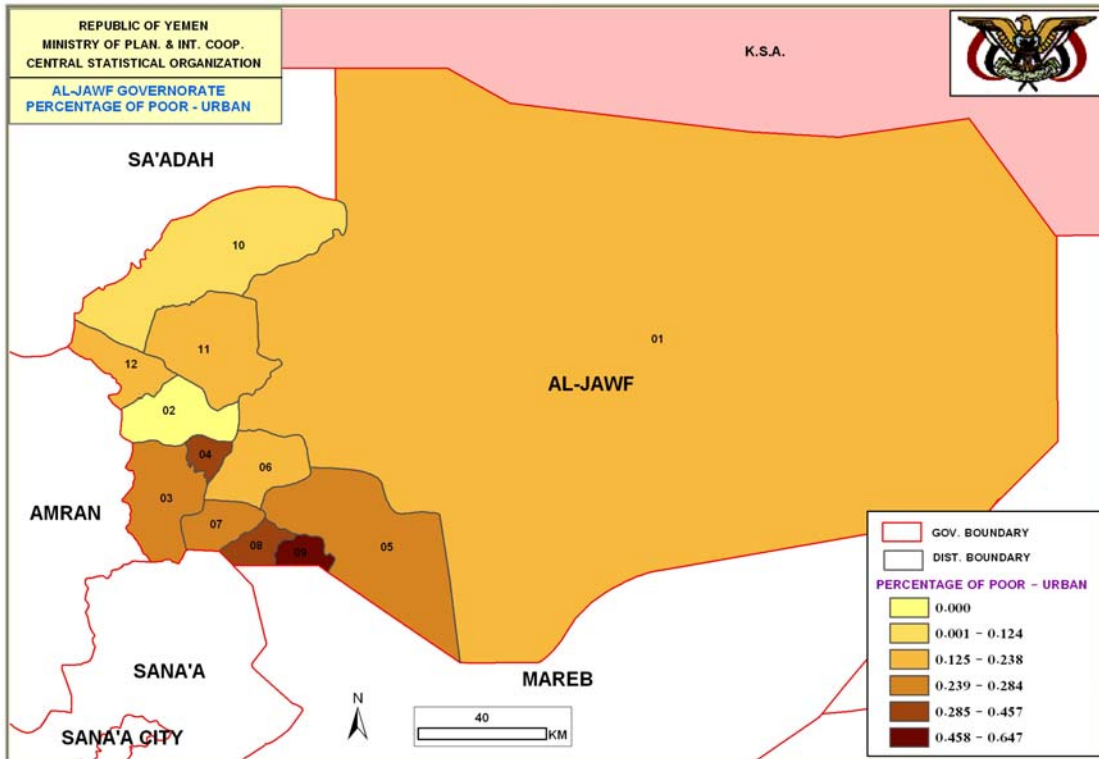 REPUBLIC OF YEMEN
MINISTRY OF PLAN. & INT. COOP.
CENTRAL STATISTICAL ORGANIZATION
AL-JAWF GOVERNORATE
PERCENTAGE OF POOR - URBAN
K.S.A.
SA'ADAH
10
11
01
12
AL-JAWF
02
04
06
03
AMRAN
07
08
09
05
GOV. BOUNDARY
DIST. BOUNDARY
PERCENTAGE OF POOR - URBAN
0.000
0.001 - 0.124
0.125 - 0.238
0.239 - 0.284
0.285 - 0.457
0.458 - 0.647
SANA'A
MAREB
N
40
KM
SANA'A CITY